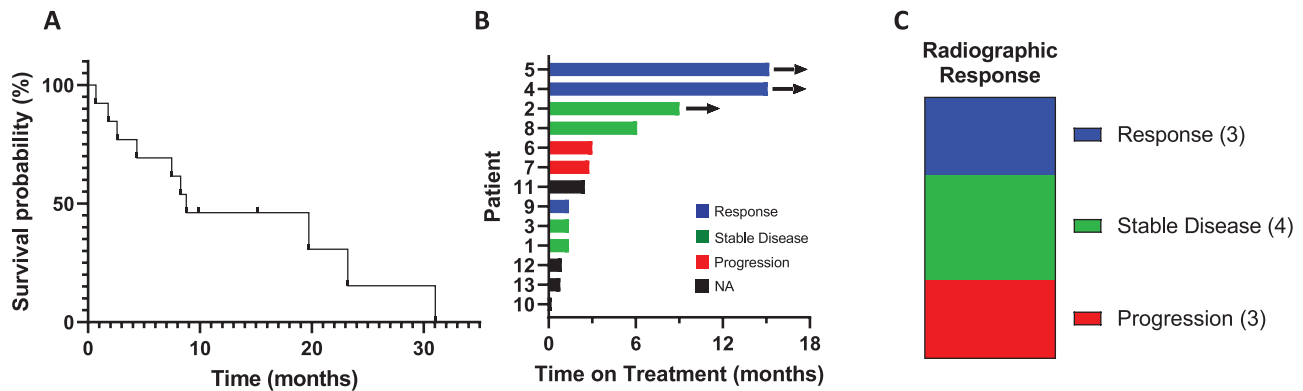 A
Survival probability (%)
100
50
0
0 10 20 30
Time (months)
B
Patient
5
4
2
8
6
7
11
9
3
1
12
13
10
0 6 12 18
Time on Treatment (months)
Response
Stable Disease
Progression
NA
C
Radiographic
Response
Response (3)
Stable Disease (4)
Progression (3)